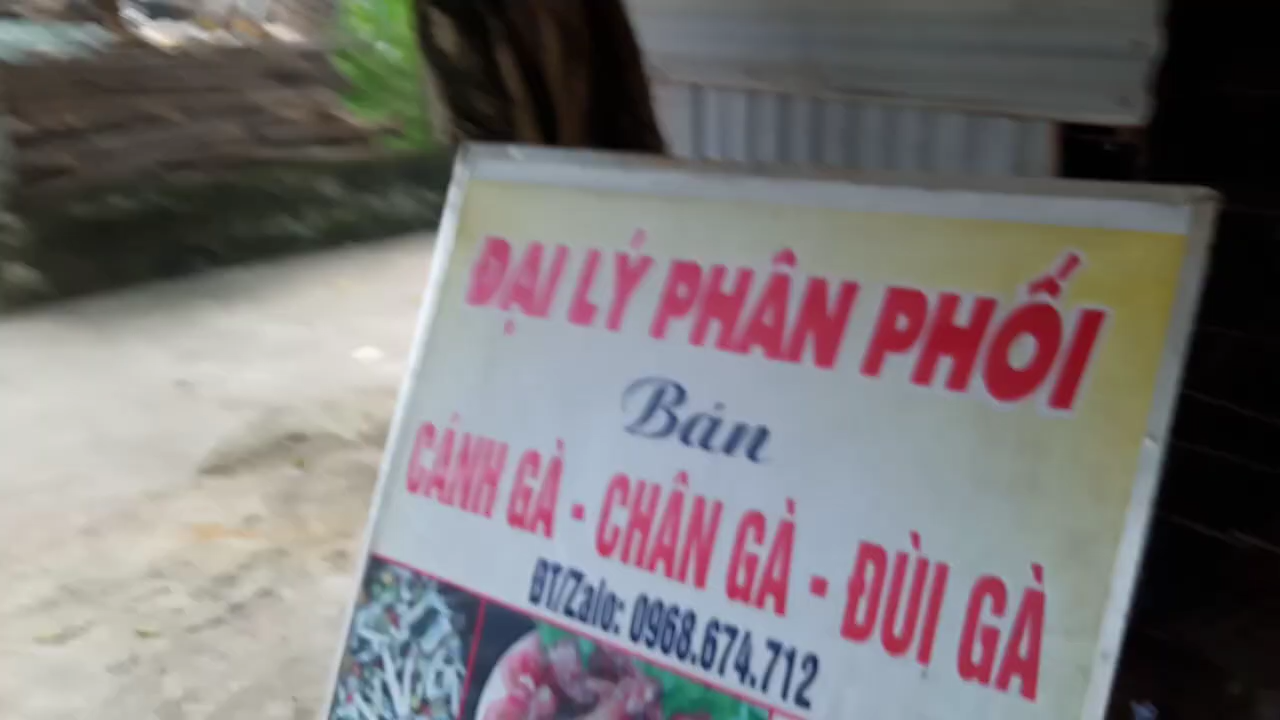 ĐẠI LÝ PHÂN PHỐI
Bán
CÁNH GÀ - CHÂN GÀ - ĐÙI GÀ
ĐT/Zalo: 0968.674.712